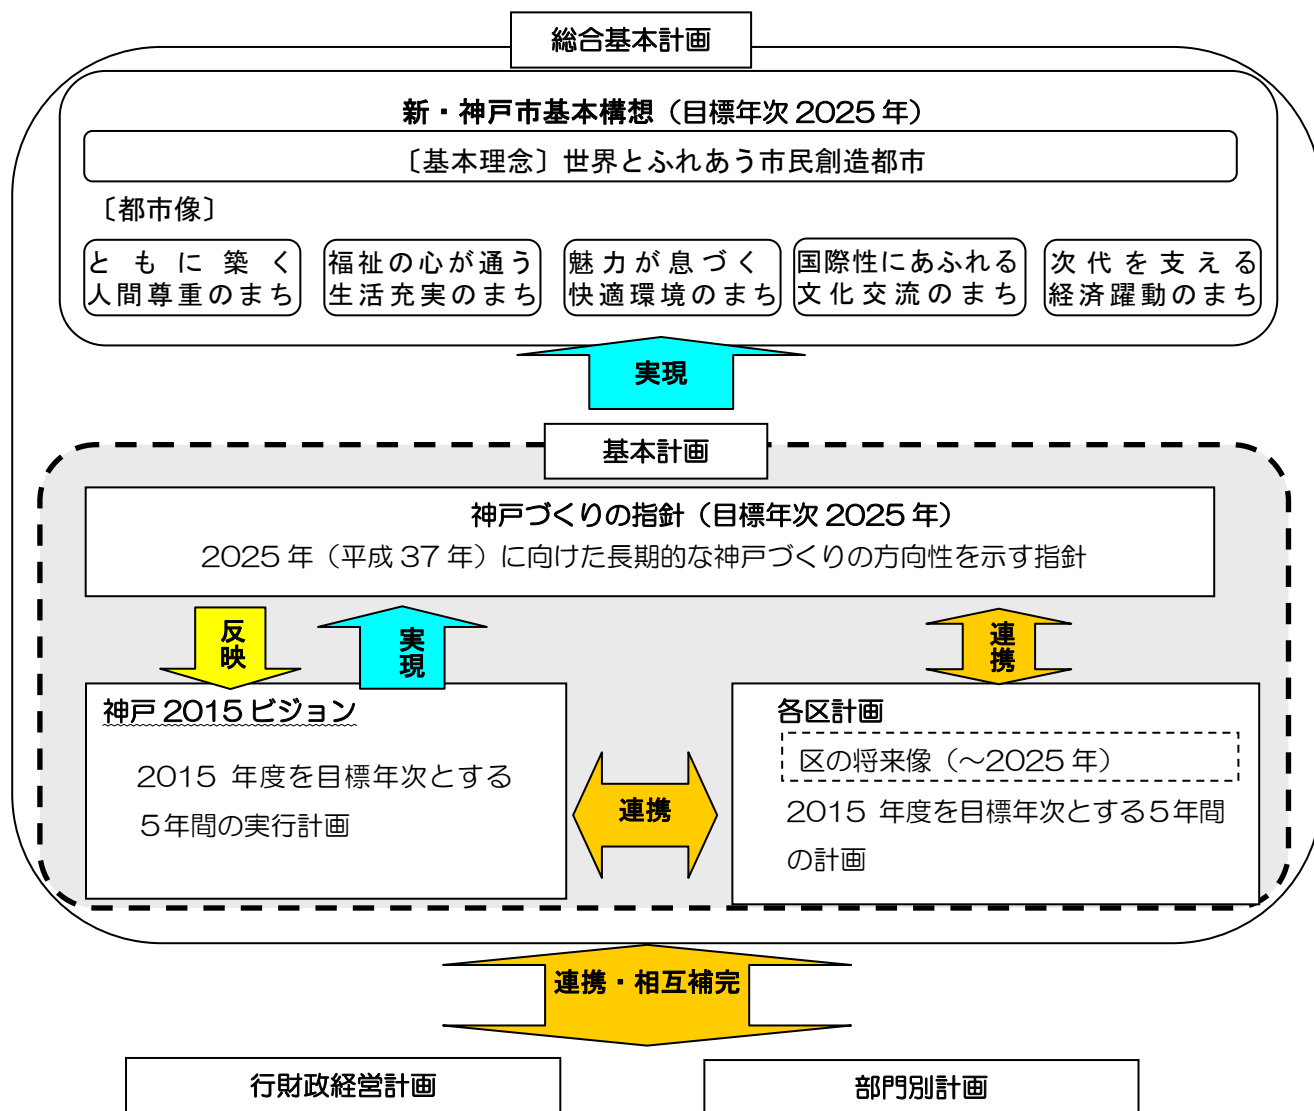 総合基本計画
新・神戸市基本構想（目標年次 2025 年）
〔基本理念〕世界とふれあう市民創造都市
〔都市像〕
ともに築く
人間尊重のまち
福祉の心が通う
生活充実のまち
魅力が息づく
快適環境のまち
国際性にあふれる
文化交流のまち
次代を支える
経済躍動のまち
実現
基本計画
神戸づくりの指針（目標年次 2025 年）
2025 年（平成 37 年）に向けた長期的な神戸づくりの方向性を示す指針
反映
実現
連携
神戸 2015 ビジョン
2015 年度を目標年次とする
５年間の実行計画
連携
各区計画
区の将来像（～2025 年）
2015 年度を目標年次とする５年間
の計画
連携・相互補完
行財政経営計画
部門別計画